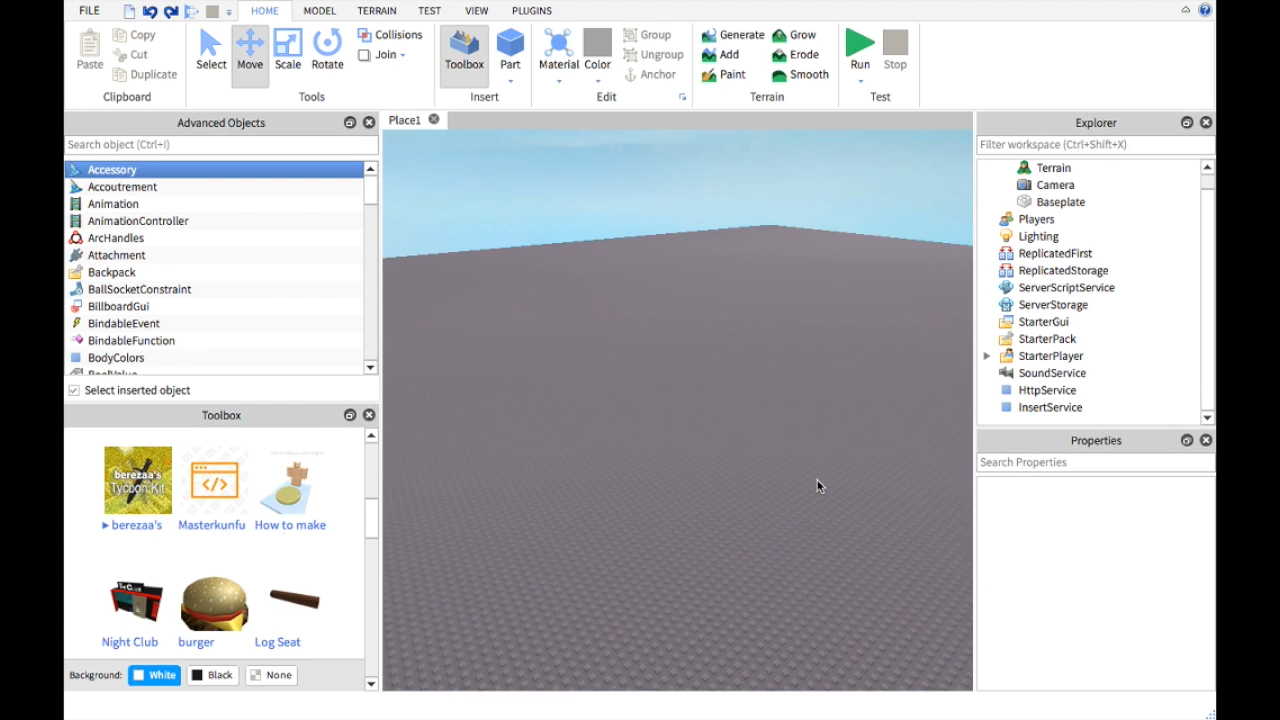 FILE HOME MODEL TERRAIN TEST VIEW PLUGINS
Paste
Copy
Cut
Duplicate
Clipboard
Select
Move
Scale
Rotate
Collisions
Join
Tools
Toolbox
Part
Insert
Material
Color
Group
Ungroup
Anchor
Edit
Generate
Add
Paint
Grow
Erode
Smooth
Terrain
Run
Stop
Test
Advanced Objects
Search object (Ctrl+I)
Accessory
Accoutrement
Animation
AnimationController
ArcHandles
Attachment
Backpack
BallSocketConstraint
BillboardGui
BindableEvent
BindableFunction
BodyColors
BoolValue
Select inserted object
Toolbox
berezaa's
Tycoon Kit
berezaa's
Masterkunfu
How to make
Night Club
burger
Log Seat
Background: White Black None
Place1
Explorer
Filter workspace (Ctrl+Shift+X)
Terrain
Camera
Baseplate
Players
Lighting
ReplicatedFirst
ReplicatedStorage
ServerScriptService
ServerStorage
StarterGui
StarterPack
StarterPlayer
SoundService
HttpService
InsertService
Properties
Search Properties